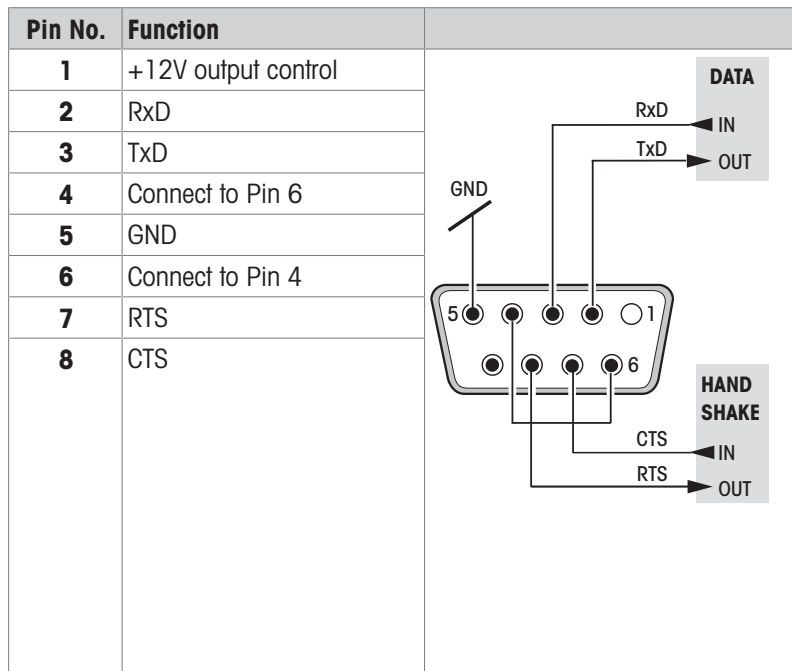 Pin No. Function
1 +12V output control
2 RxD
3 TxD
4 Connect to Pin 6
5 GND
6 Connect to Pin 4
7 RTS
8 CTS
DATA
RxD IN
TxD OUT
GND
5 1
6
HAND
SHAKE
CTS IN
RTS OUT